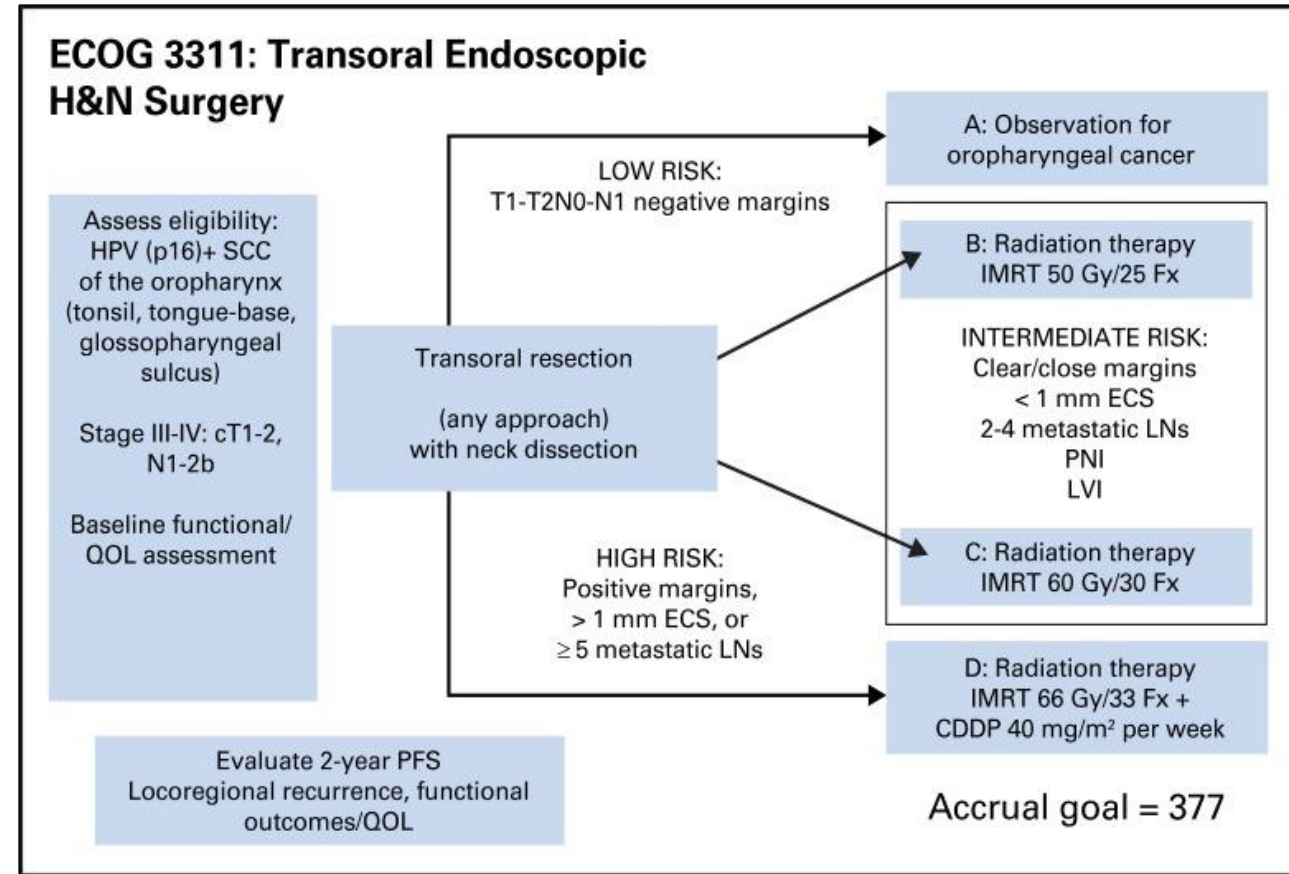 ECOG 3311: Transoral Endoscopic
H&N Surgery
Assess eligibility:
HPV (p16)+ SCC
of the oropharynx
(tonsil, tongue-base,
glossopharyngeal
sulcus)
Stage III-IV: cT1-2,
N1-2b
Baseline functional/
QOL assessment
Transoral resection
(any approach)
with neck dissection
LOW RISK:
T1-T2N0-N1 negative margins
HIGH RISK:
Positive margins,
> 1 mm ECS, or
≥ 5 metastatic LNs
A: Observation for
oropharyngeal cancer
B: Radiation therapy
IMRT 50 Gy/25 Fx
INTERMEDIATE RISK:
Clear/close margins
< 1 mm ECS
2-4 metastatic LNs
PNI
LVI
C: Radiation therapy
IMRT 60 Gy/30 Fx
D: Radiation therapy
IMRT 66 Gy/33 Fx +
CDDP 40 mg/m² per week
Evaluate 2-year PFS
Locoregional recurrence, functional
outcomes/QOL
Accrual goal = 377